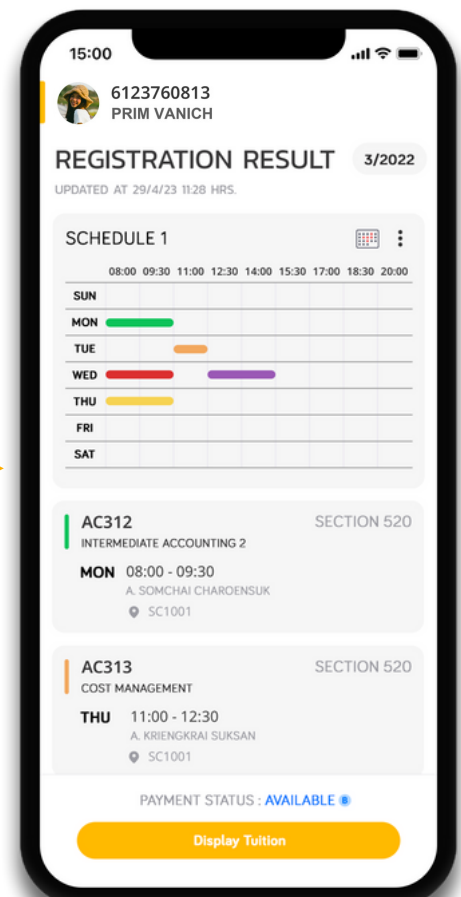 15:00
6123760813
PRIM VANICH
REGISTRATION RESULT 3/2022
UPDATED AT 29/4/23 11:28 HRS.
SCHEDULE 1
08:00 09:30 11:00 12:30 14:00 15:30 17:00 18:30 20:00
SUN
MON
TUE
WED
THU
FRI
SAT
AC312 SECTION 520
INTERMEDIATE ACCOUNTING 2
MON 08:00 - 09:30
A. SOMCHAI CHAROENSUK
SC1001
AC313 SECTION 520
COST MANAGEMENT
THU 11:00 - 12:30
A. KRIENGKRAI SUKSAN
SC1001
PAYMENT STATUS : AVAILABLE
Display Tuition